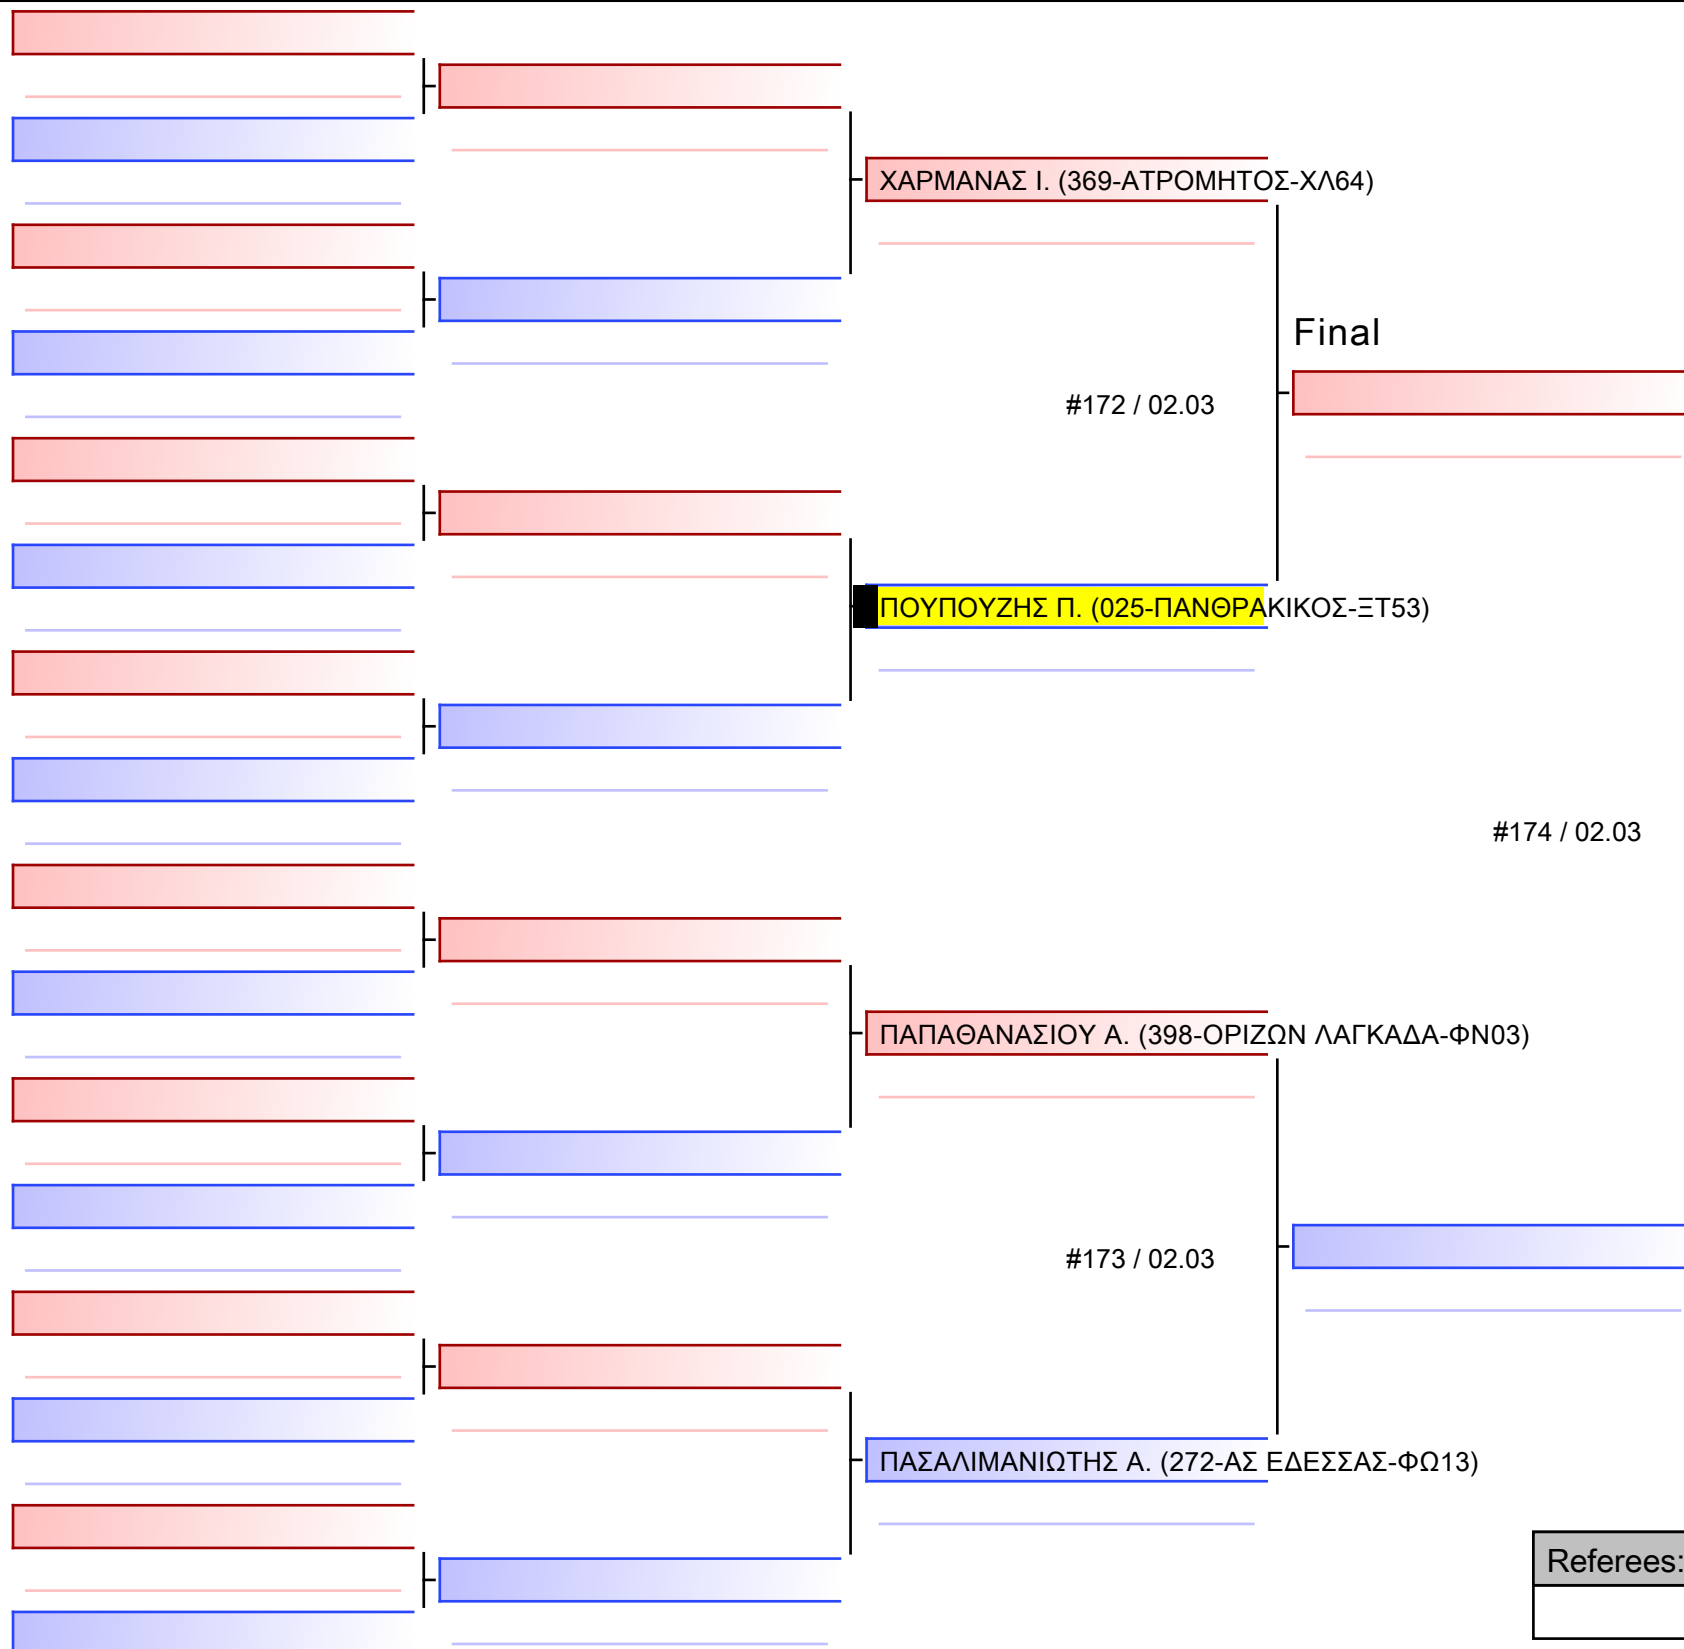 ΧΑΡΜΑΝΑΣ Ι. (369-ΑΤΡΟΜΗΤΟΣ-ΧΛ64)
Final
#172 / 02.03
ΠΟΥΠΟΥΖΗΣ Π. (025-ΠΑΝΘΡΑΚΙΚΟΣ-ΞΤ53)
#174 / 02.03
ΠΑΠΑΘΑΝΑΣΙΟΥ Α. (398-ΟΡΙΖΩΝ ΛΑΓΚΑΔΑ-ΦΝ03)
#173 / 02.03
ΠΑΣΑΛΙΜΑΝΙΩΤΗΣ Α. (272-ΑΣ ΕΔΕΣΣΑΣ-ΦΩ13)
Referees: